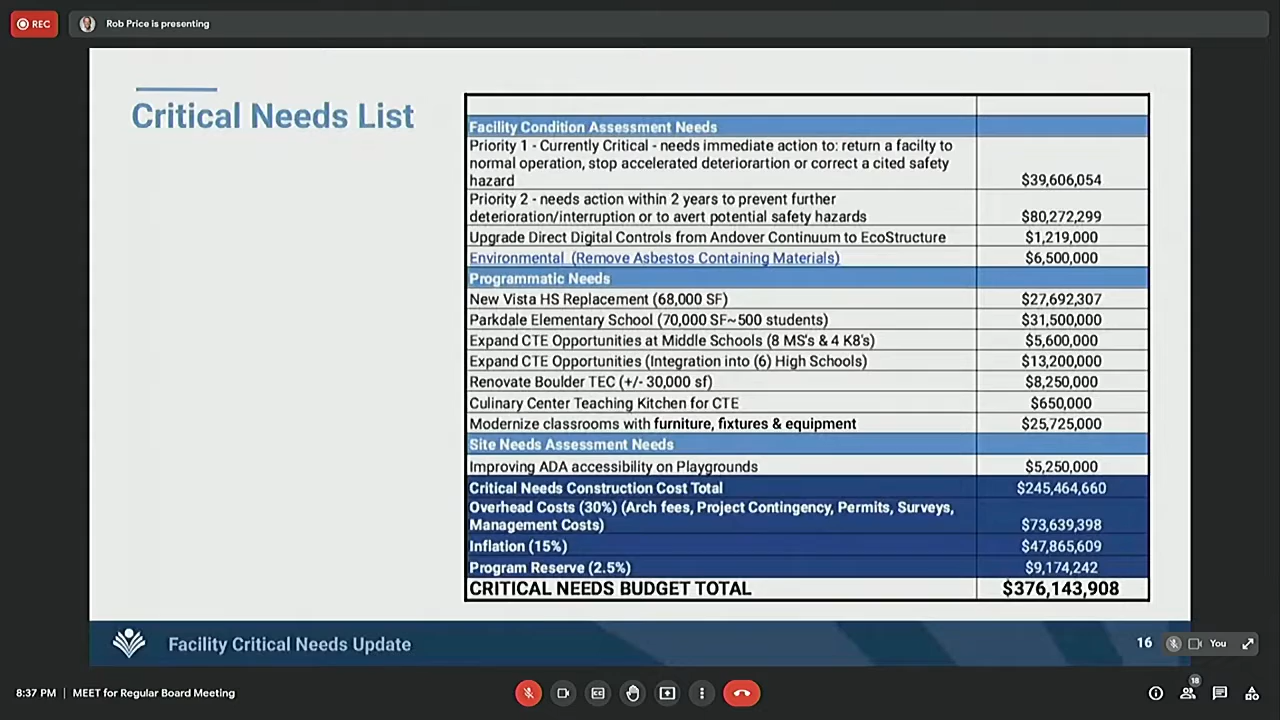 REC
Rob Price is presenting
Critical Needs List
Facility Condition Assessment Needs
Priority 1 - Currently Critical - needs immediate action to: return a facilty to
normal operation, stop accelerated deteriorartion or correct a cited safety
hazard
$39,606,054
Priority 2 - needs action within 2 years to prevent further
deterioration/interruption or to avert potential safety hazards
$80,272,299
Upgrade Direct Digital Controls from Andover Continuum to EcoStructure $1,219,000
Environmental (Remove Asbestos Containing Materials) $6,500,000
Programmatic Needs
New Vista HS Replacement (68,000 SF) $27,692,307
Parkdale Elementary School (70,000 SF~500 students) $31,500,000
Expand CTE Opportunities at Middle Schools (8 MS's & 4 K8's) $5,600,000
Expand CTE Opportunities (Integration into (6) High Schools) $13,200,000
Renovate Boulder TEC (+/- 30,000 sf) $8,250,000
Culinary Center Teaching Kitchen for CTE $650,000
Modernize classrooms with furniture, fixtures & equipment $25,725,000
Site Needs Assessment Needs
Improving ADA accessibility on Playgrounds $5,250,000
Critical Needs Construction Cost Total $245,464,660
Overhead Costs (30%) (Arch fees, Project Contingency, Permits, Surveys,
Management Costs) $73,639,398
Inflation (15%) $47,865,609
Program Reserve (2.5%) $9,174,242
CRITICAL NEEDS BUDGET TOTAL $376,143,908
Facility Critical Needs Update
16
You
8:37 PM | MEET for Regular Board Meeting
18